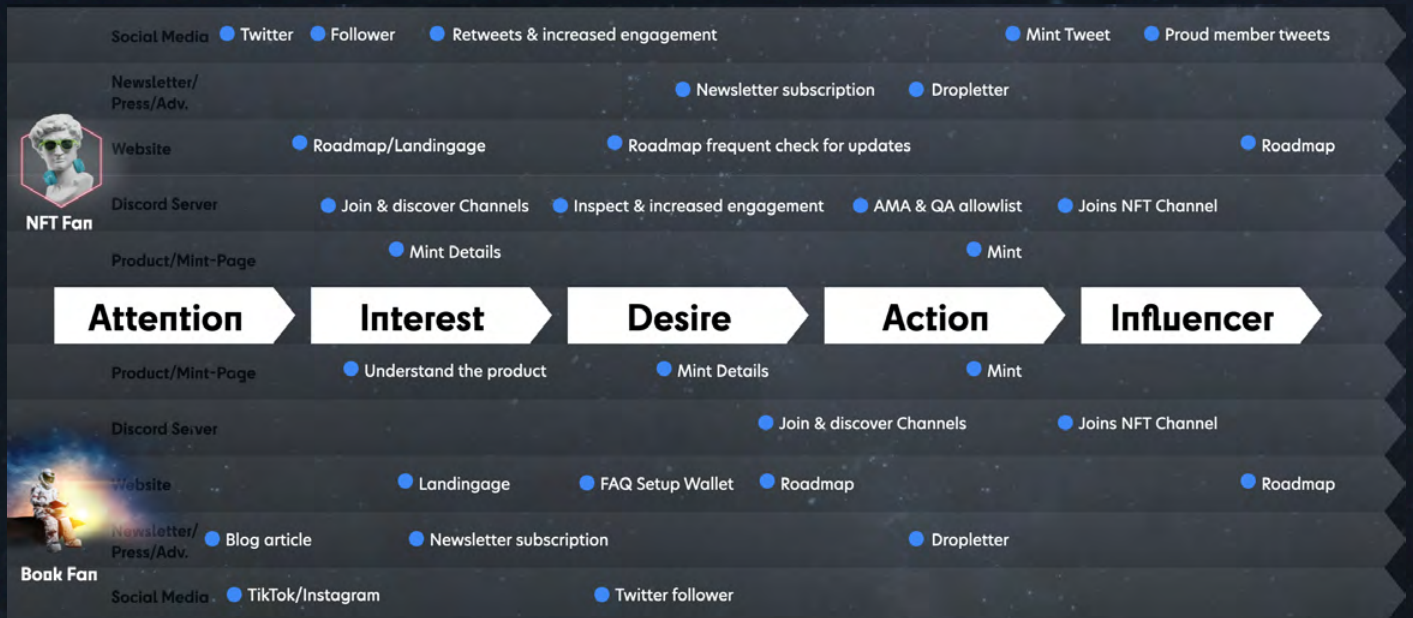 Social Media Twitter Follower Retweets & increased engagement Mint Tweet Proud member tweets
Newsletter/
Press/Adv. Newsletter subscription Dropletter
Website Roadmap/Landingage Roadmap frequent check for updates Roadmap
Discord Server Join & discover Channels Inspect & increased engagement AMA & QA allowlist Joins NFT Channel
NFT Fan
Product/Mint-Page Mint Details Mint
Attention Interest Desire Action Influencer
Product/Mint-Page Understand the product Mint Details Mint
Discord Server Join & discover Channels Joins NFT Channel
Website Landingage FAQ Setup Wallet Roadmap Roadmap
Newsletter/
Press/Adv. Blog article Newsletter subscription Dropletter
Book Fan
Social Media TikTok/Instagram Twitter follower